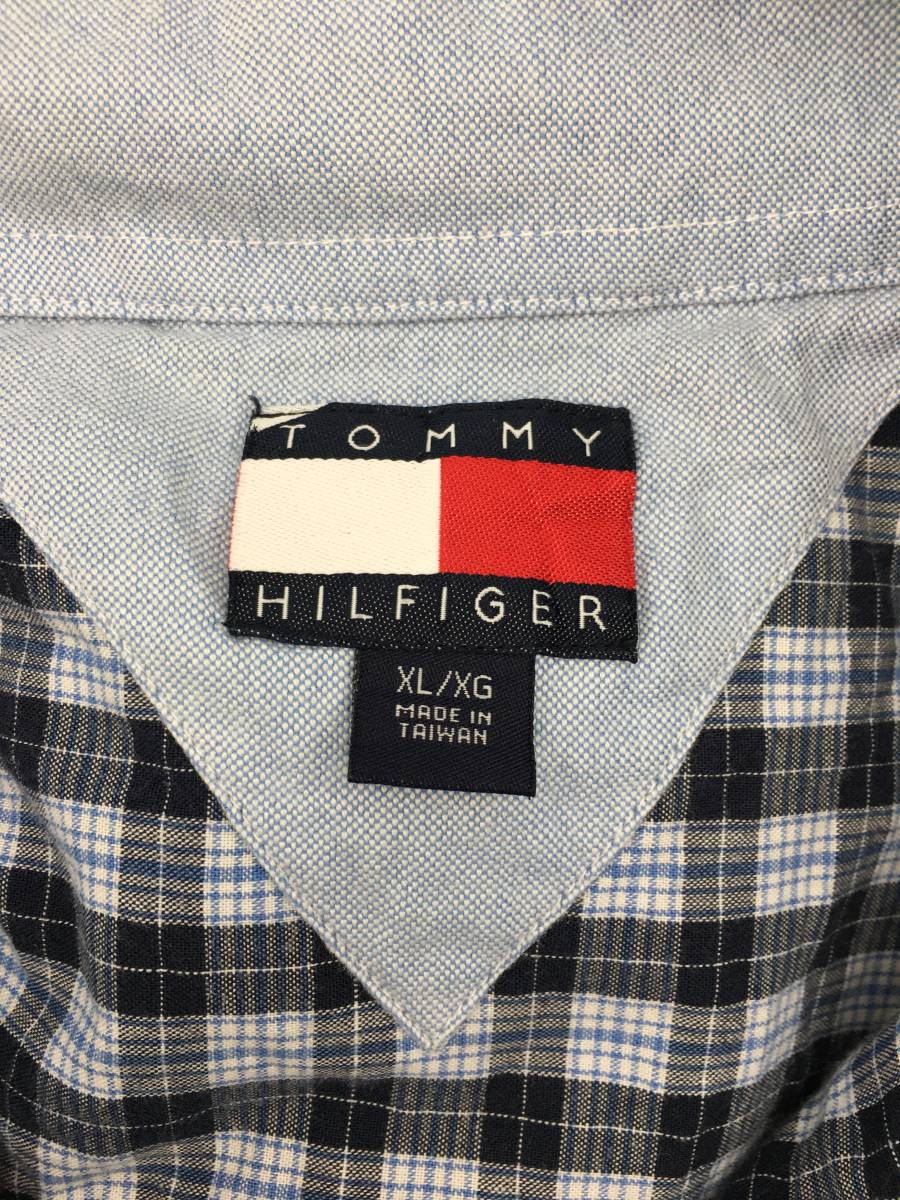 TOMMY
HILFIGER
XL/XG
MADE IN
TAIWAN